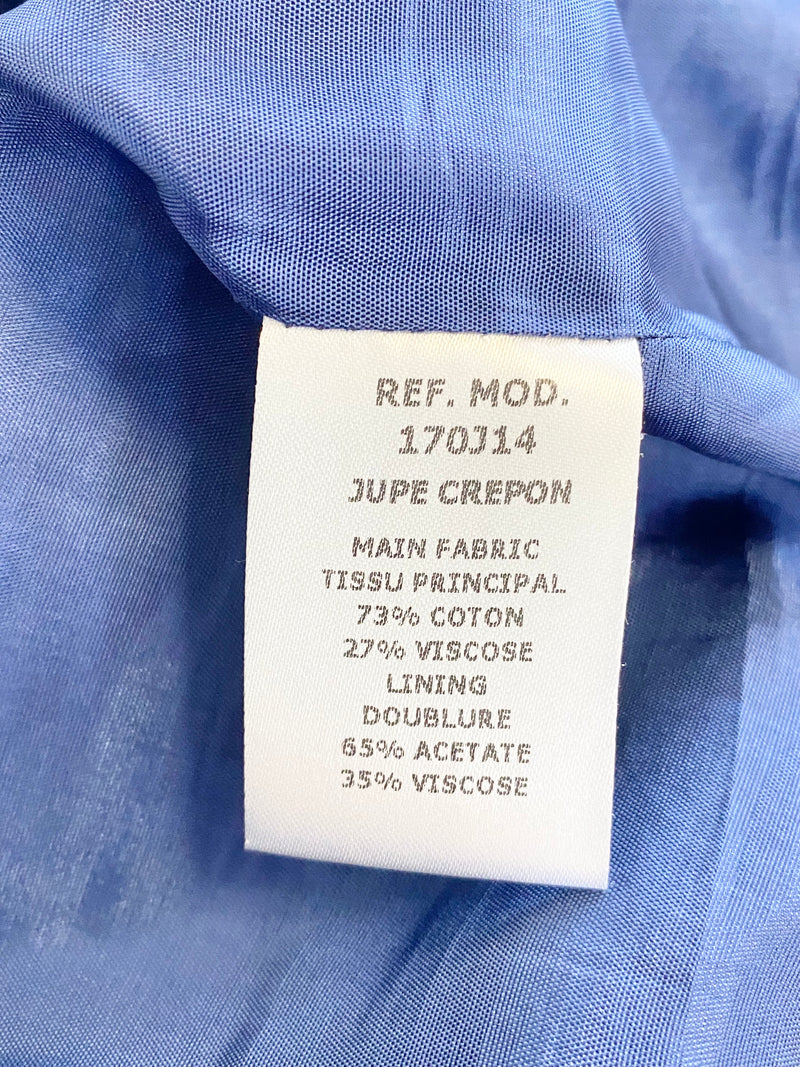 REF. MOD.
170J14
JUPE CREPON
MAIN FABRIC
TISSU PRINCIPAL
73% COTON
27% VISCOSE
LINING
DOUBLURE
65% ACETATE
35% VISCOSE